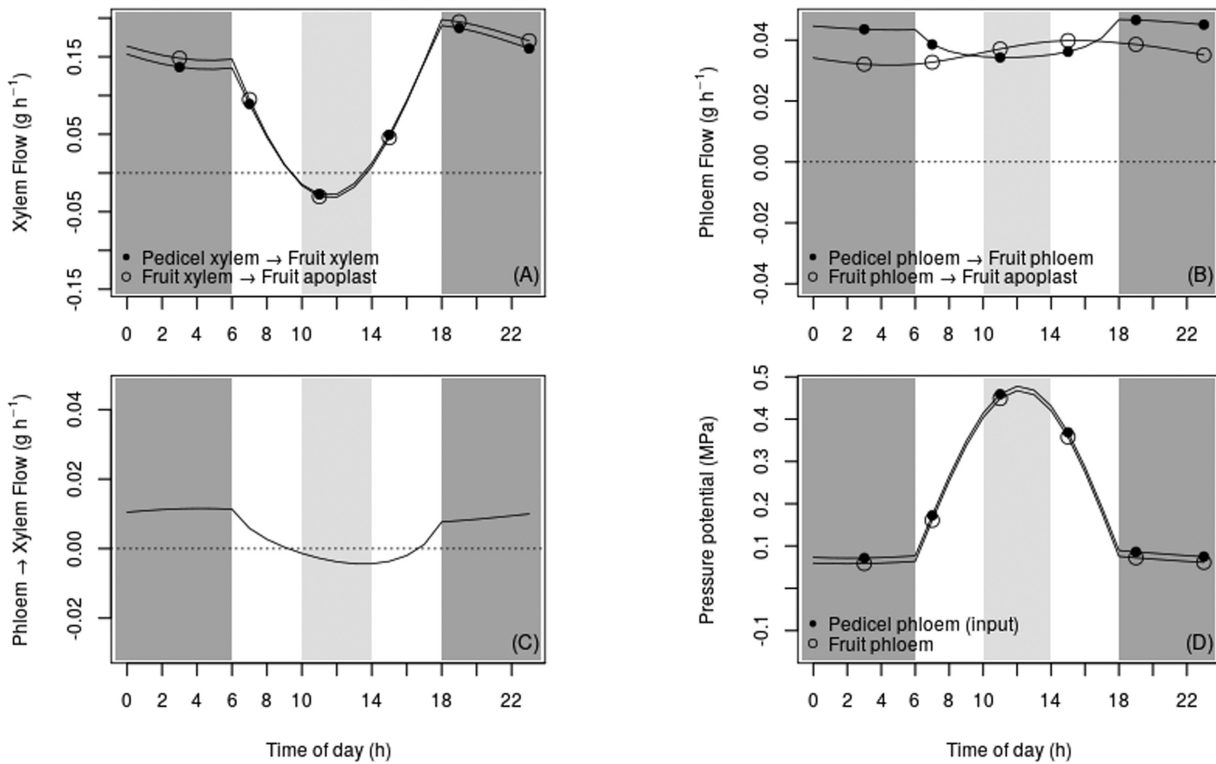 Xylem Flow (g h⁻¹)
0.15
0.05
-0.05
-0.15
• Pedicel xylem → Fruit xylem
○ Fruit xylem → Fruit apoplast
(A)
0 2 4 6 8 10 14 18 22
Phloem Flow (g h⁻¹)
0.04
0.02
0.00
-0.02
-0.04
• Pedicel phloem → Fruit phloem
○ Fruit phloem → Fruit apoplast
(B)
0 2 4 6 8 10 14 18 22
Phloem → Xylem Flow (g h⁻¹)
0.04
0.02
0.00
-0.02
(C)
0 2 4 6 8 10 14 18 22
Time of day (h)
Pressure potential (MPa)
0.5
0.4
0.3
0.2
0.1
-0.1
• Pedicel phloem (input)
○ Fruit phloem
(D)
0 2 4 6 8 10 14 18 22
Time of day (h)